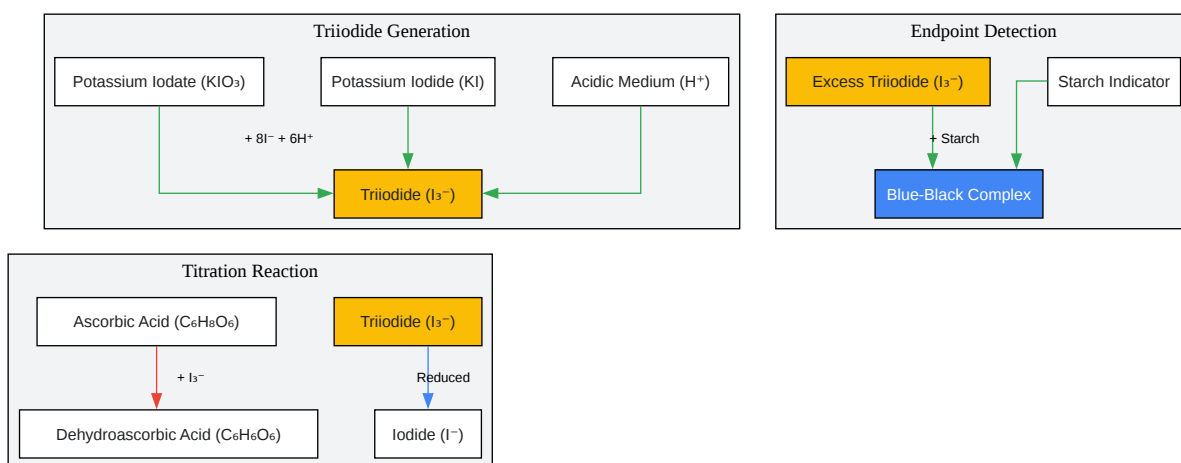 Triiodide Generation
Potassium Iodate (KIO₃)
Potassium Iodide (KI)
Acidic Medium (H⁺)
+ 8I⁻ + 6H⁺
Triiodide (I₃⁻)
Endpoint Detection
Excess Triiodide (I₃⁻)
Starch Indicator
+ Starch
Blue-Black Complex
Titration Reaction
Ascorbic Acid (C₆H₈O₆)
Triiodide (I₃⁻)
+ I₃⁻
Reduced
Dehydroascorbic Acid (C₆H₆O₆)
Iodide (I⁻)